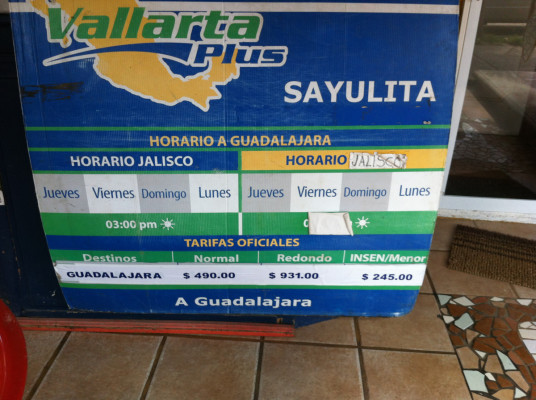 Vallarta
Plus
SAYULITA
HORARIO A GUADALAJARA
HORARIO JALISCO HORARIO JALISCO
Jueves Viernes Domingo Lunes Jueves Viernes Domingo Lunes
03:00 pm pm
TARIFAS OFICIALES
Destinos Normal Redondo INSEN/Menor
GUADALAJARA $ 490.00 $ 931.00 $ 245.00
A Guadalajara